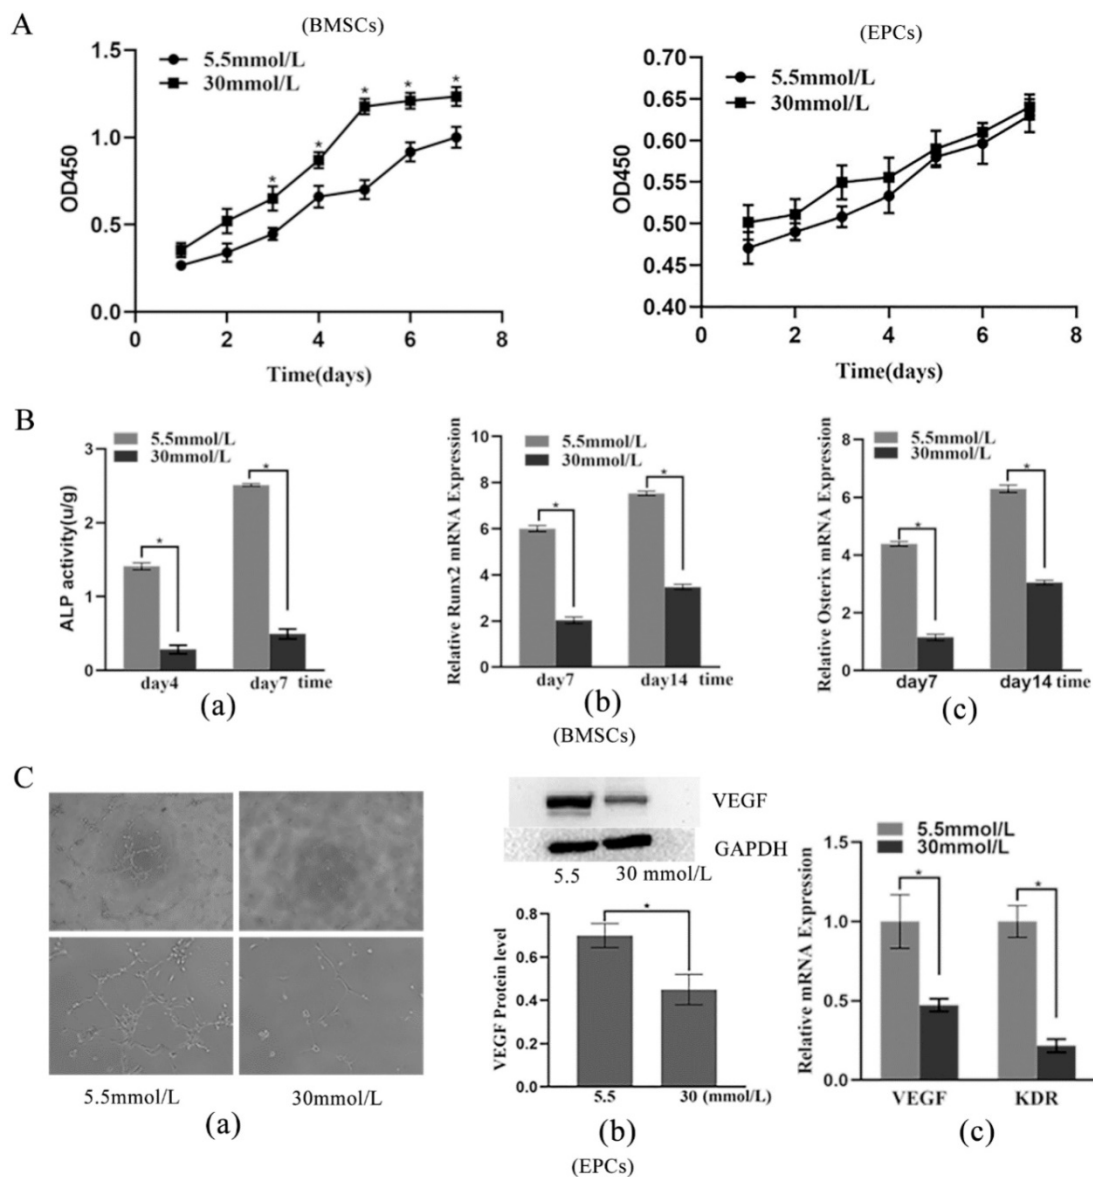 A
(BMSCs)
5.5mmol/L
30mmol/L
* * * * *
OD450
1.5
1.0
0.5
0.0
0 2 4 6 8
Time(days)
(EPCs)
5.5mmol/L
30mmol/L
OD450
0.70
0.65
0.60
0.55
0.50
0.45
0.40
0 2 4 6 8
Time(days)
B
5.5mmol/L
30mmol/L
ALP activity(u/g)
3
2
1
0
* *
day4 day7 time
(a)
5.5mmol/L
30mmol/L
Relative Runx2 mRNA Expression
10
8
6
4
2
0
* *
day7 day14 time
(b)
(BMSCs)
5.5mmol/L
30mmol/L
Relative Osterix mRNA Expression
8
6
4
2
0
* *
day7 day14 time
(c)
C
5.5mmol/L 30mmol/L
(a)
VEGF
GAPDH
5.5 30 mmol/L
VEGF Protein level
0.8
0.6
0.4
0.2
0.0
*
5.5 30 (mmol/L)
(b)
(EPCs)
5.5mmol/L
30mmol/L
Relative mRNA Expression
1.5
1.0
0.5
0.0
* *
VEGF KDR
(c)